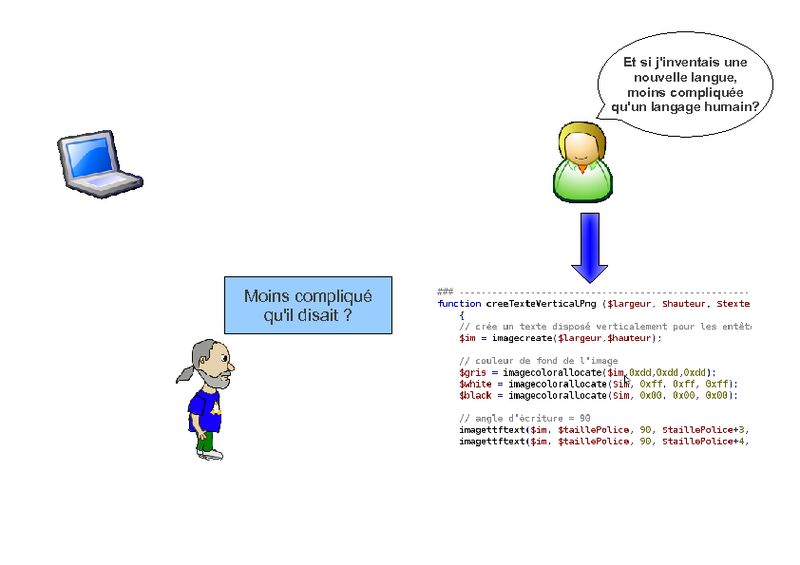 Et si j'inventais une
nouvelle langue,
moins compliquée
qu'un langage humain?
Moins compliqué
qu'il disait ?
###
function creeTexteVerticalPng ($largeur, $hauteur, $texte
{
// crée un texte disposé verticalement pour les entêt
$im = imagecreate($largeur,$hauteur);
// couleur de fond de l'image
$gris = imagecolorallocate($im,0xdd,0xdd,0xdd);
$white = imagecolorallocate($im, 0xff, 0xff, 0xff);
$black = imagecolorallocate($im, 0x00, 0x00, 0x00);
// angle d'écriture = 90
imagettftext($im, $taillePolice, 90, $taillePolice+3,
imagettftext($im, $taillePolice, 90, $taillePolice+4,